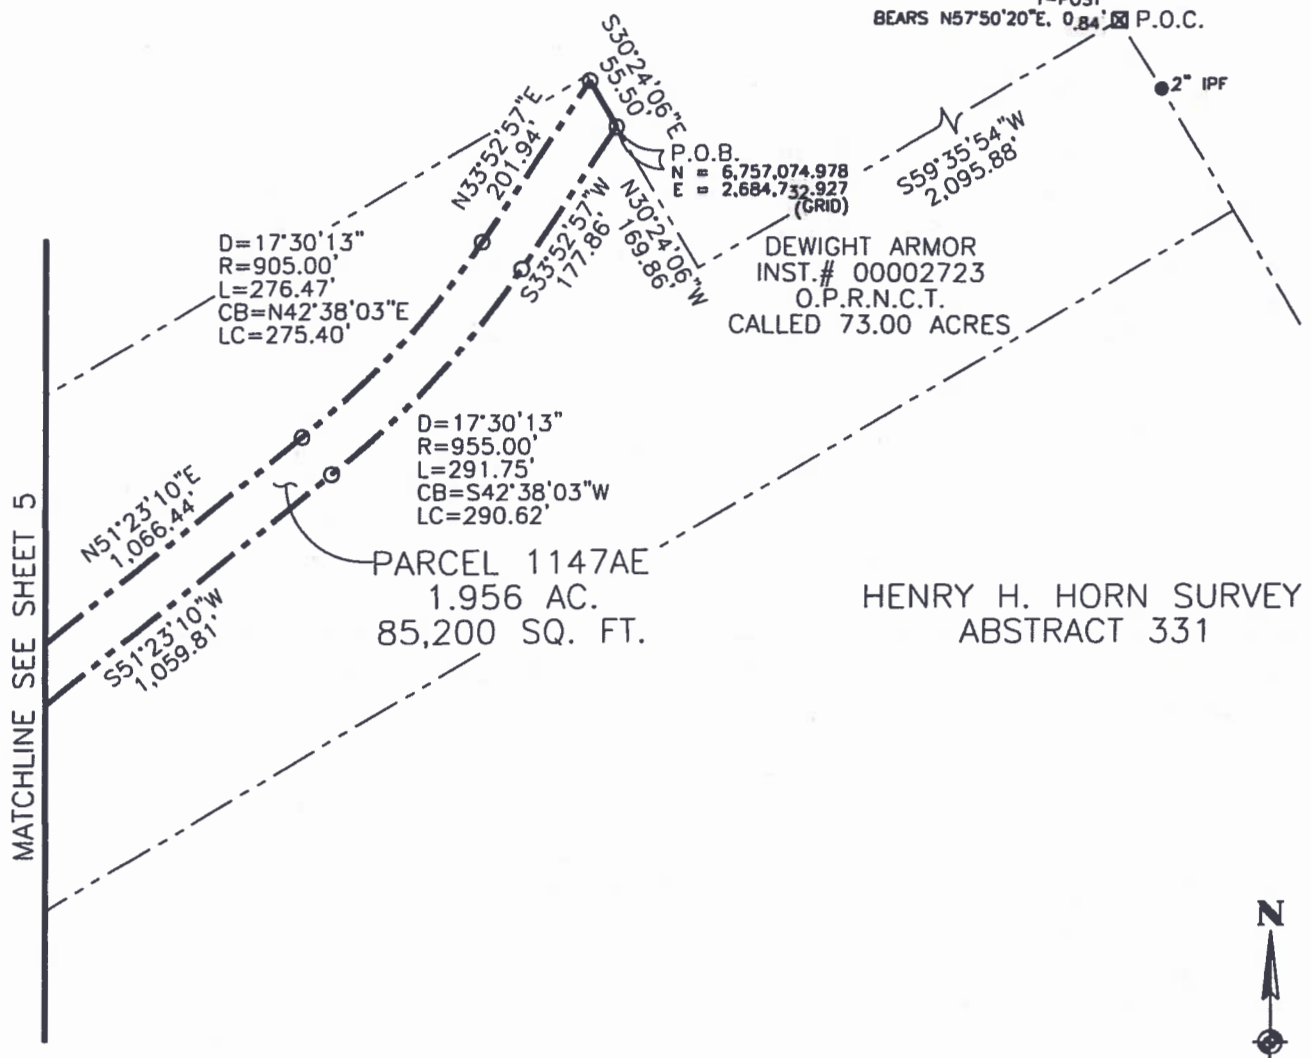 BEARS N57°50'20"E, 0.84' P.O.C.
2" IPF
S30°24'06"E
55.50'
N33°52'57"E
201.94'
P.O.B.
N = 6,757,074.978
E = 2,684,732.927
(GRID)
S59°35'54"W
2,095.88'
N30°24'06"W
169.86'
S33°52'57"W
177.86'
D=17°30'13"
R=905.00'
L=276.47'
CB=N42°38'03"E
LC=275.40'
DEWIGHT ARMOR
INST.# 00002723
O.P.R.N.C.T.
CALLED 73.00 ACRES
D=17°30'13"
R=955.00'
L=291.75'
CB=S42°38'03"W
LC=290.62'
N51°23'10"E
1,066.44'
S51°23'10"W
1,059.81'
PARCEL 1147AE
1.956 AC.
85,200 SQ. FT.
HENRY H. HORN SURVEY
ABSTRACT 331
MATCHLINE SEE SHEET 5
N